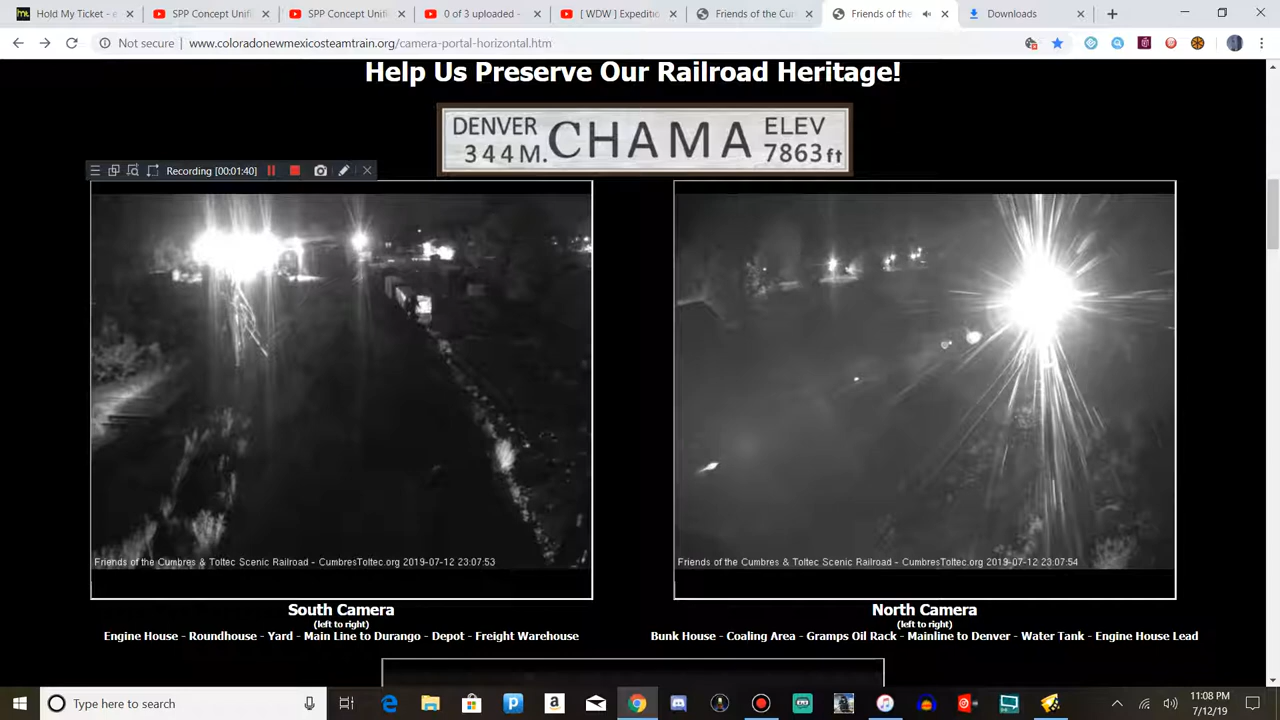 Hold My Ticket - e
SPP Concept Unifi
SPP Concept Unifi
0 of 3 uploaded -
[ WDW ] Expeditio
Friends of the Cum
Friends of the
Downloads
Not secure | www.coloradonewmexicosteamtrain.org/camera-portal-horizontal.htm
Help Us Preserve Our Railroad Heritage!
DENVER CHAMA ELEV
344M. 7863ft
Recording [00:01:40]
Friends of the Cumbres & Toltec Scenic Railroad - CumbresToltec.org 2019-07-12 23:07:53
Friends of the Cumbres & Toltec Scenic Railroad - CumbresToltec.org 2019-07-12 23:07:54
South Camera
(left to right)
Engine House - Roundhouse - Yard - Main Line to Durango - Depot - Freight Warehouse
North Camera
(left to right)
Bunk House - Coaling Area - Gramps Oil Rack - Mainline to Denver - Water Tank - Engine House Lead
Type here to search
11:08 PM
7/12/19